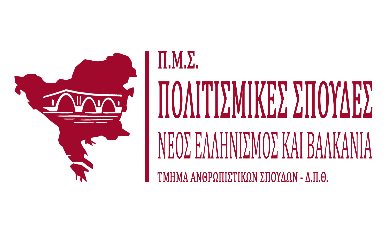 Π.Μ.Σ.
ΠΟΛΙΤΙΣΜΙΚΕΣ ΣΠΟΥΔΕΣ
ΝΕΟΣ ΕΛΛΗΝΙΣΜΟΣ ΚΑΙ ΒΑΛΚΑΝΙΑ
ΤΜΗΜΑ ΑΝΘΡΩΠΙΣΤΙΚΩΝ ΣΠΟΥΔΩΝ - Δ.Π.Θ.